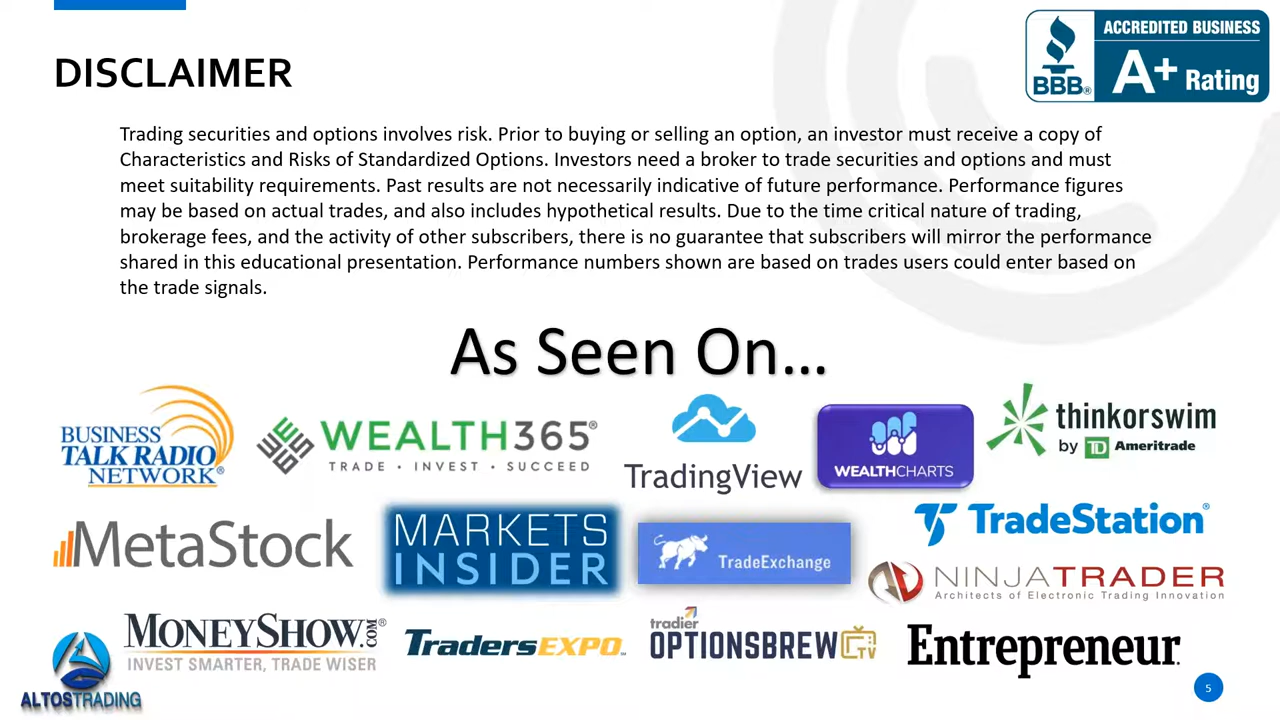 DISCLAIMER
BBB®
ACCREDITED BUSINESS
A+ Rating
Trading securities and options involves risk. Prior to buying or selling an option, an investor must receive a copy of
Characteristics and Risks of Standardized Options. Investors need a broker to trade securities and options and must
meet suitability requirements. Past results are not necessarily indicative of future performance. Performance figures
may be based on actual trades, and also includes hypothetical results. Due to the time critical nature of trading,
brokerage fees, and the activity of other subscribers, there is no guarantee that subscribers will mirror the performance
shared in this educational presentation. Performance numbers shown are based on trades users could enter based on
the trade signals.
As Seen On...
BUSINESS
TALK RADIO
NETWORK®
WEALTH365®
TRADE • INVEST • SUCCEED
TradingView
WEALTHCHARTS
thinkorswim
by TD Ameritrade
MetaStock
MARKETS
INSIDER
TradeExchange
TradeStation®
NINJATRADER
Architects of Electronic Trading Innovation
MONEYSHOW.COM®
INVEST SMARTER, TRADE WISER
TradersEXPO™
tradier
OPTIONSBREW TV
Entrepreneur.
ALTOSTRADING
5